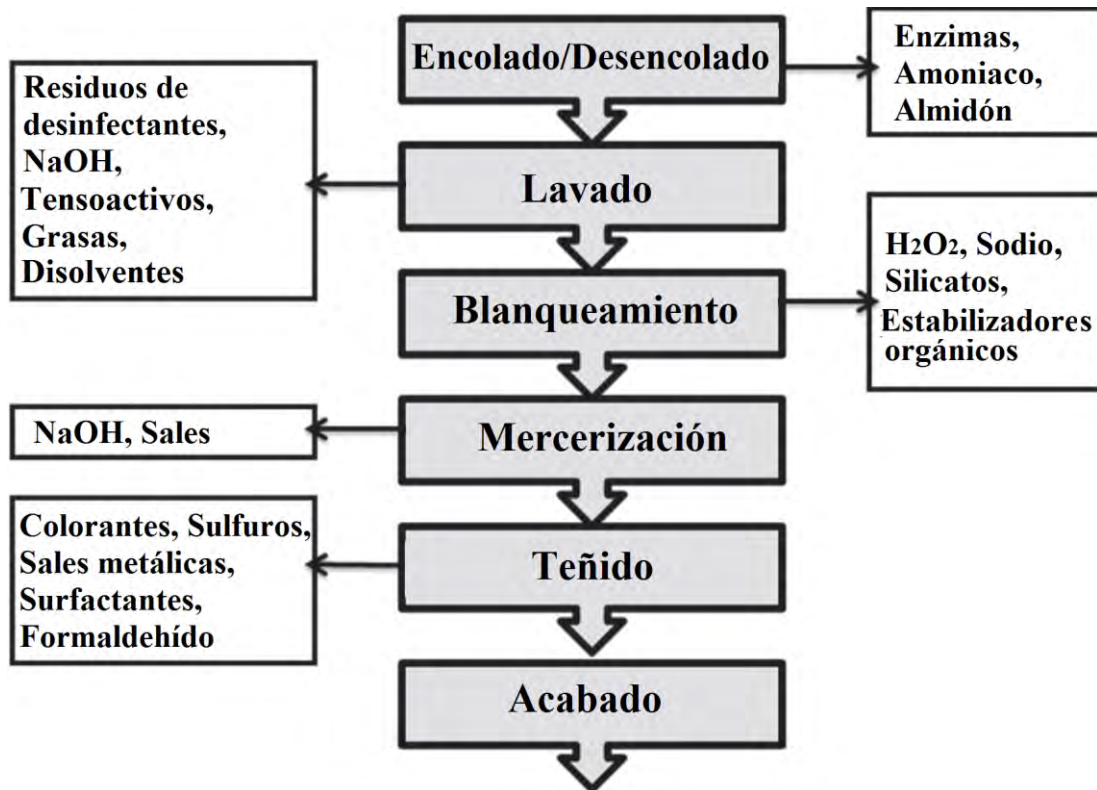 Encolado/Desencolado
Enzimas,
Amoniaco,
Almidón
Residuos de
desinfectantes,
NaOH,
Tensoactivos,
Grasas,
Disolventes
Lavado
Blanqueamiento
H2O2, Sodio,
Silicatos,
Estabilizadores
orgánicos
NaOH, Sales
Mercerización
Colorantes, Sulfuros,
Sales metálicas,
Surfactantes,
Formaldehído
Teñido
Acabado